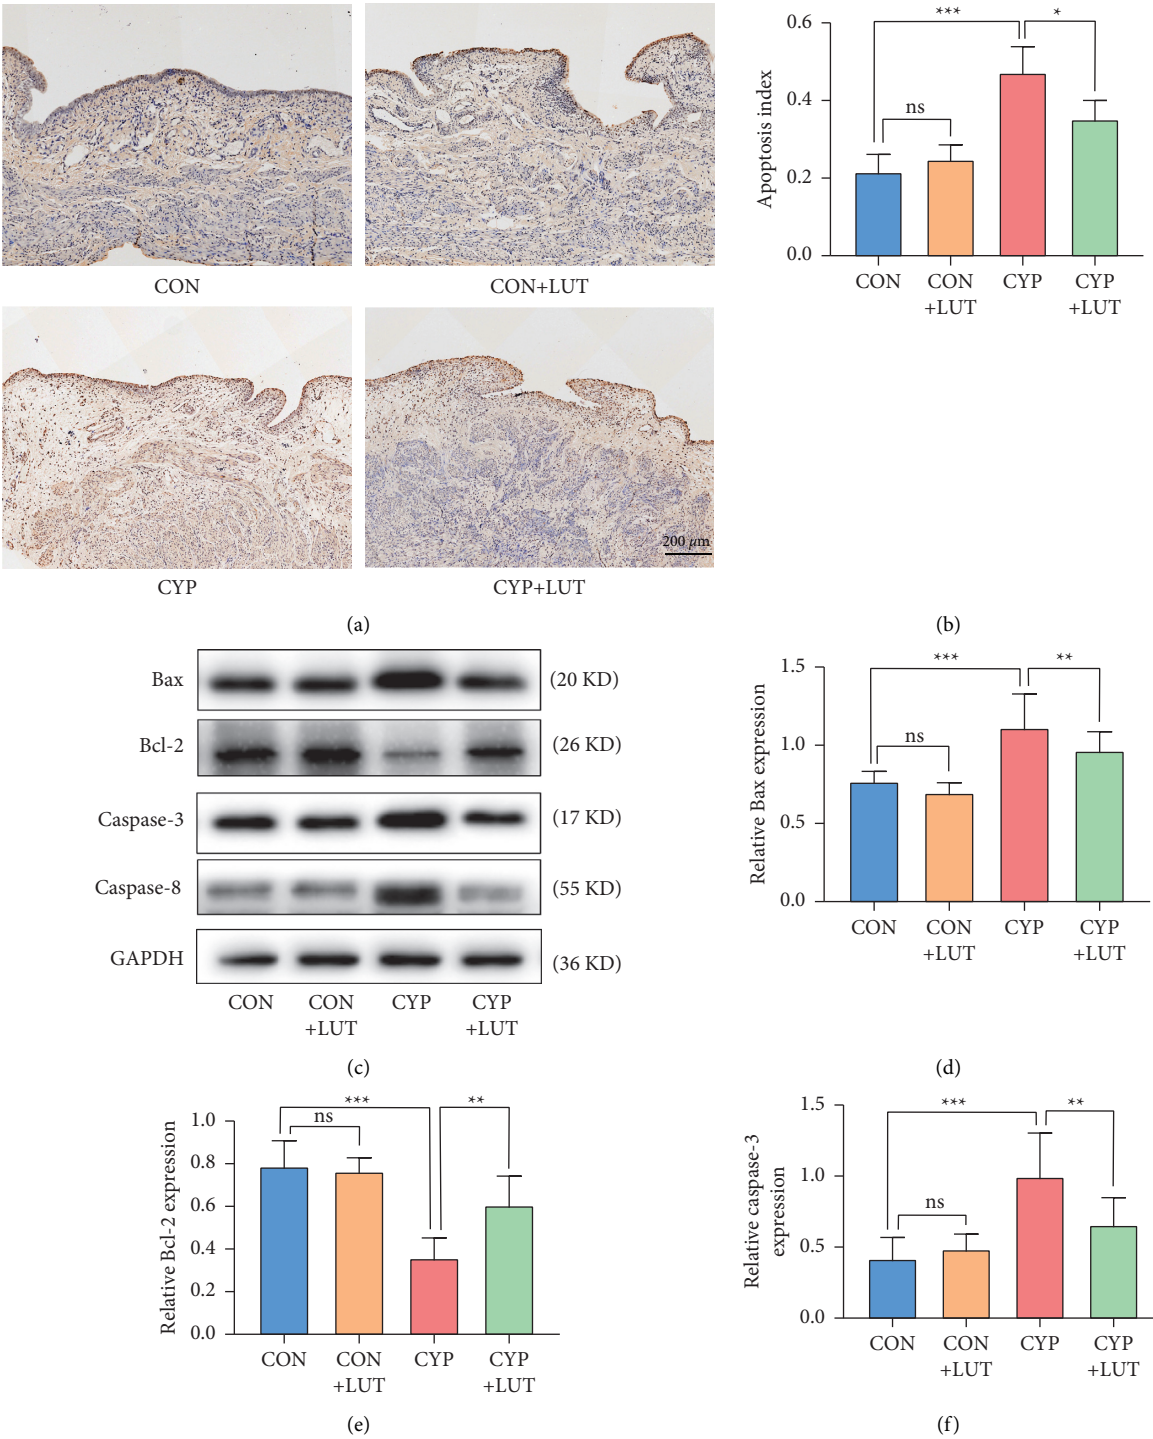 CON
CON+LUT
CYP
CYP+LUT
200 μm
(a)
Apoptosis index
0.6
0.4
0.2
0.0
***
*
ns
CON
CON
+LUT
CYP
CYP
+LUT
(b)
Bax
(20 KD)
Bcl-2
(26 KD)
Caspase-3
(17 KD)
Caspase-8
(55 KD)
GAPDH
(36 KD)
CON
CON
+LUT
CYP
CYP
+LUT
(c)
Relative Bax expression
1.5
1.0
0.5
0.0
***
**
ns
CON
CON
+LUT
CYP
CYP
+LUT
(d)
Relative Bcl-2 expression
1.0
0.8
0.6
0.4
0.2
0.0
***
**
ns
CON
CON
+LUT
CYP
CYP
+LUT
(e)
Relative caspase-3
expression
1.5
1.0
0.5
0.0
***
**
ns
CON
CON
+LUT
CYP
CYP
+LUT
(f)